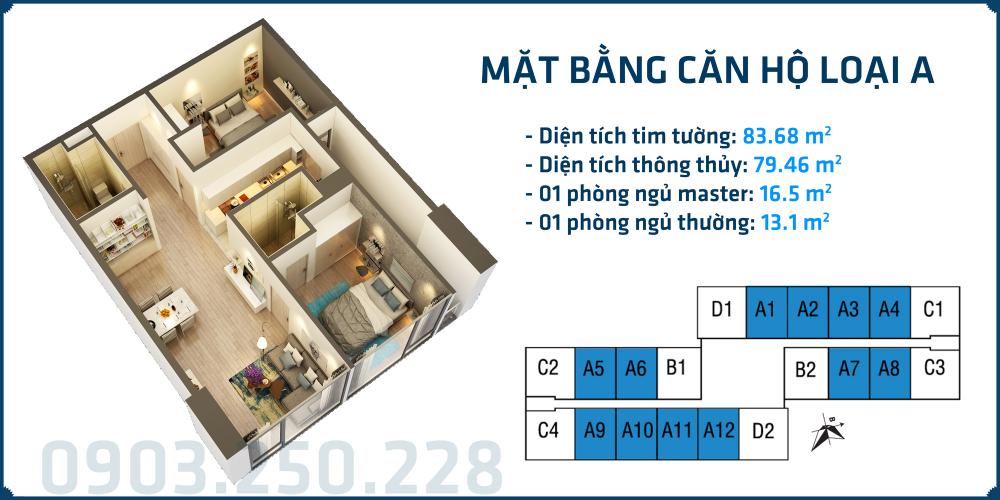 MẶT BẰNG CĂN HỘ LOẠI A
- Diện tích tim tường: 83.68 m²
- Diện tích thông thủy: 79.46 m²
- 01 phòng ngủ master: 16.5 m²
- 01 phòng ngủ thường: 13.1 m²
D1 A1 A2 A3 A4 C1
C2 A5 A6 B1 B2 A7 A8 C3
C4 A9 A10 A11 A12 D2
B
0903.250.228